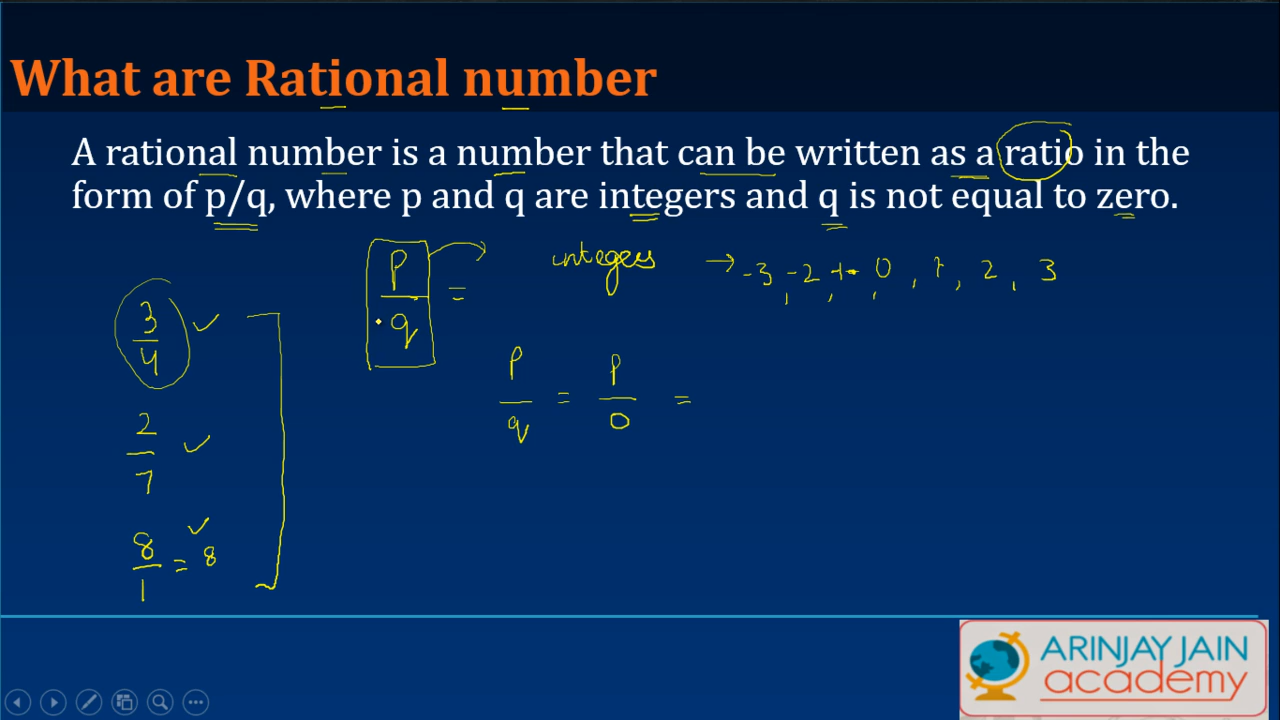 What are Rational number
A rational number is a number that can be written as a ratio in the
form of p/q, where p and q are integers and q is not equal to zero.
p/q =
integers → -3, -2, -1, 0, 1, 2, 3
3/4 ✓
p/q = p/0 =
2/7 ✓
8/1 = 8 ✓
ARINJAY JAIN
academy